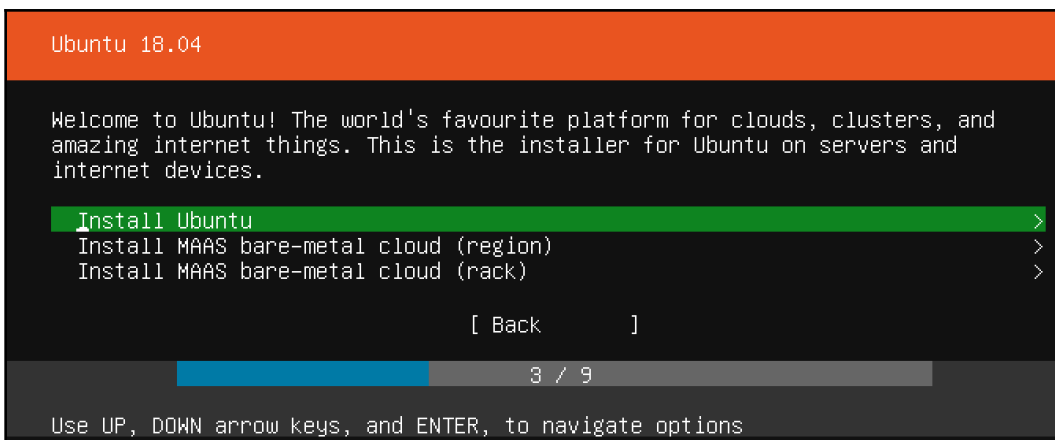 Ubuntu 18.04
Welcome to Ubuntu! The world's favourite platform for clouds, clusters, and
amazing internet things. This is the installer for Ubuntu on servers and
internet devices.
Install Ubuntu >
Install MAAS bare-metal cloud (region) >
Install MAAS bare-metal cloud (rack) >
[ Back ]
3 / 9
Use UP, DOWN arrow keys, and ENTER, to navigate options